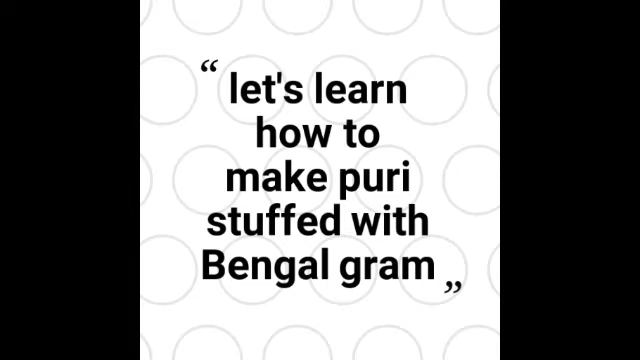 “ let's learn
how to
make puri
stuffed with
Bengal gram „